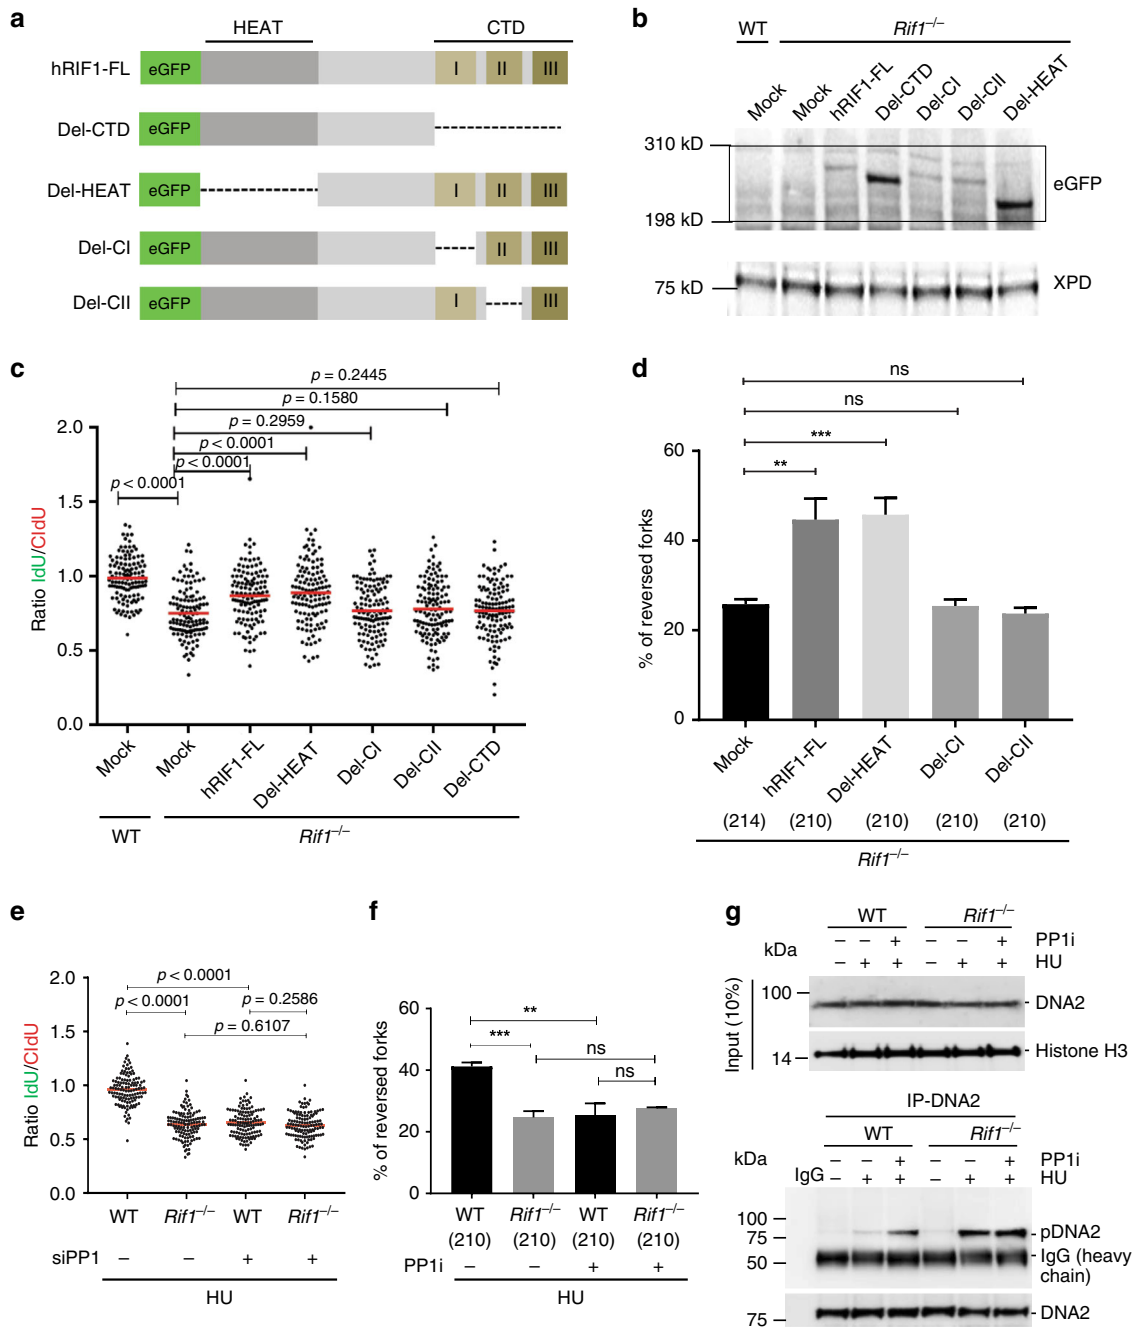 a
HEAT
CTD
hRIF1-FL
eGFP
I
II
III
Del-CTD
eGFP
Del-HEAT
eGFP
I
II
III
Del-CI
eGFP
II
III
Del-CII
eGFP
I
III
b
WT
Rif1–/–
Mock
Mock
hRIF1-FL
Del-CTD
Del-CI
Del-CII
Del-HEAT
310 kD
eGFP
198 kD
75 kD
XPD
c
p = 0.2445
p = 0.1580
p = 0.2959
p < 0.0001
p < 0.0001
p < 0.0001
Ratio IdU/CldU
2.0
1.5
1.0
0.5
0.0
Mock
Mock
hRIF1-FL
Del-HEAT
Del-CI
Del-CII
Del-CTD
WT
Rif1–/–
d
ns
ns
***
**
% of reversed forks
60
40
20
0
Mock
hRIF1-FL
Del-HEAT
Del-CI
Del-CII
(214) (210) (210) (210) (210)
Rif1–/–
e
p < 0.0001
p < 0.0001
p = 0.2586
p = 0.6107
Ratio IdU/CldU
2.0
1.5
1.0
0.5
0.0
WT Rif1–/– WT Rif1–/–
siPP1 – – + +
HU
f
**
***
ns
ns
% of reversed forks
60
40
20
0
WT Rif1–/– WT Rif1–/–
(210) (210) (210) (210)
PP1i – – + +
HU
g
WT
Rif1–/–
kDa
– – + – – + PP1i
– + + – + + HU
Input (10%)
100
DNA2
14
Histone H3
IP-DNA2
WT
Rif1–/–
kDa
IgG
– – + – – + PP1i
– + + – + + HU
100
75
50
pDNA2
IgG (heavy
chain)
75
DNA2